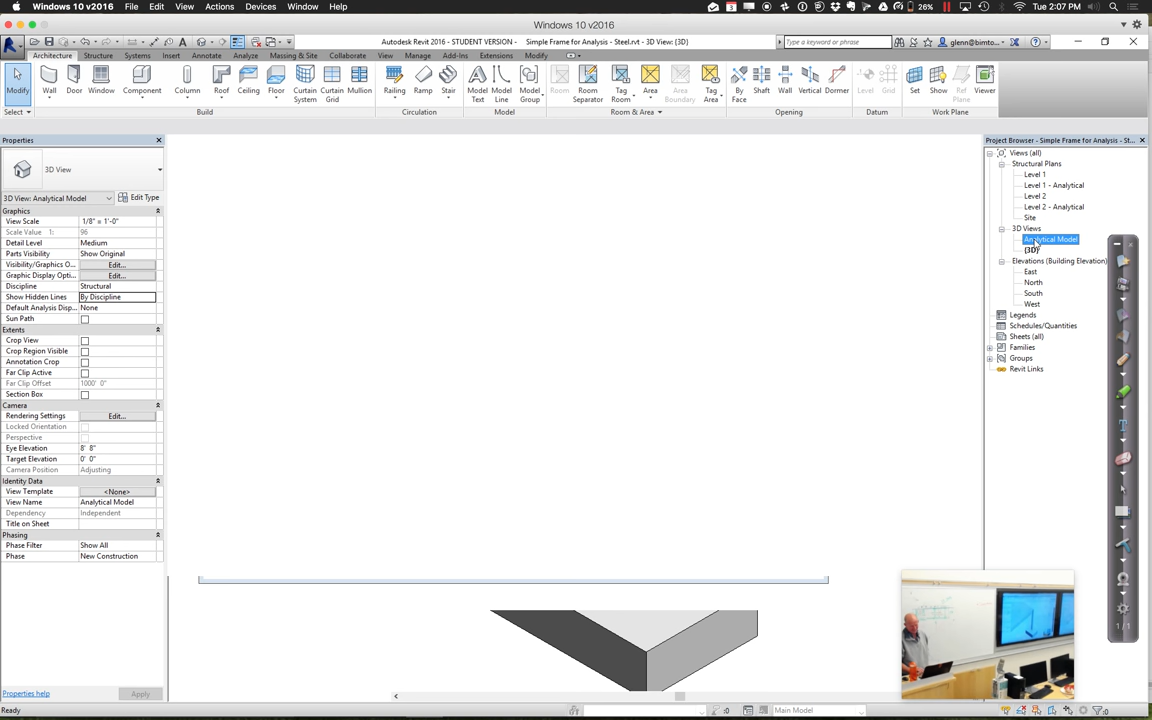 Windows 10 v2016 File Edit View Actions Devices Window Help
26% Tue 2:07 PM
Windows 10 v2016
Autodesk Revit 2016 - STUDENT VERSION - Simple Frame for Analysis - Steel.rvt - 3D View: {3D}
Type a keyword or phrase
glenn@bimto...
Architecture Structure Systems Insert Annotate Analyze Massing & Site Collaborate View Manage Add-Ins Extensions Modify
Modify Wall Door Window Component Column Roof Ceiling Floor Curtain System Curtain Grid Mullion Railing Ramp Stair Model Text Model Line Model Group Room Room Separator Tag Room Area Area Boundary Tag Area By Face Shaft Wall Vertical Dormer Level Grid Set Show Ref Plane Viewer
Select Build Circulation Model Room & Area Opening Datum Work Plane
Properties
3D View
3D View: Analytical Model Edit Type
Graphics
View Scale 1/8" = 1'-0"
Scale Value 1: 96
Detail Level Medium
Parts Visibility Show Original
Visibility/Graphics O... Edit...
Graphic Display Opti... Edit...
Discipline Structural
Show Hidden Lines By Discipline
Default Analysis Disp... None
Sun Path
Extents
Crop View
Crop Region Visible
Annotation Crop
Far Clip Active
Far Clip Offset 1000' 0"
Section Box
Camera
Rendering Settings Edit...
Locked Orientation
Perspective
Eye Elevation 8' 8"
Target Elevation 0' 0"
Camera Position Adjusting
Identity Data
View Template <None>
View Name Analytical Model
Dependency Independent
Title on Sheet
Phasing
Phase Filter Show All
Phase New Construction
Properties help Apply
Ready
Project Browser - Simple Frame for Analysis - St...
Views (all)
Structural Plans
Level 1
Level 1 - Analytical
Level 2
Level 2 - Analytical
Site
3D Views
Analytical Model
{3D}
Elevations (Building Elevation)
East
North
South
West
Legends
Schedules/Quantities
Sheets (all)
Families
Groups
Revit Links
1 / 1
:0 Main Model :0